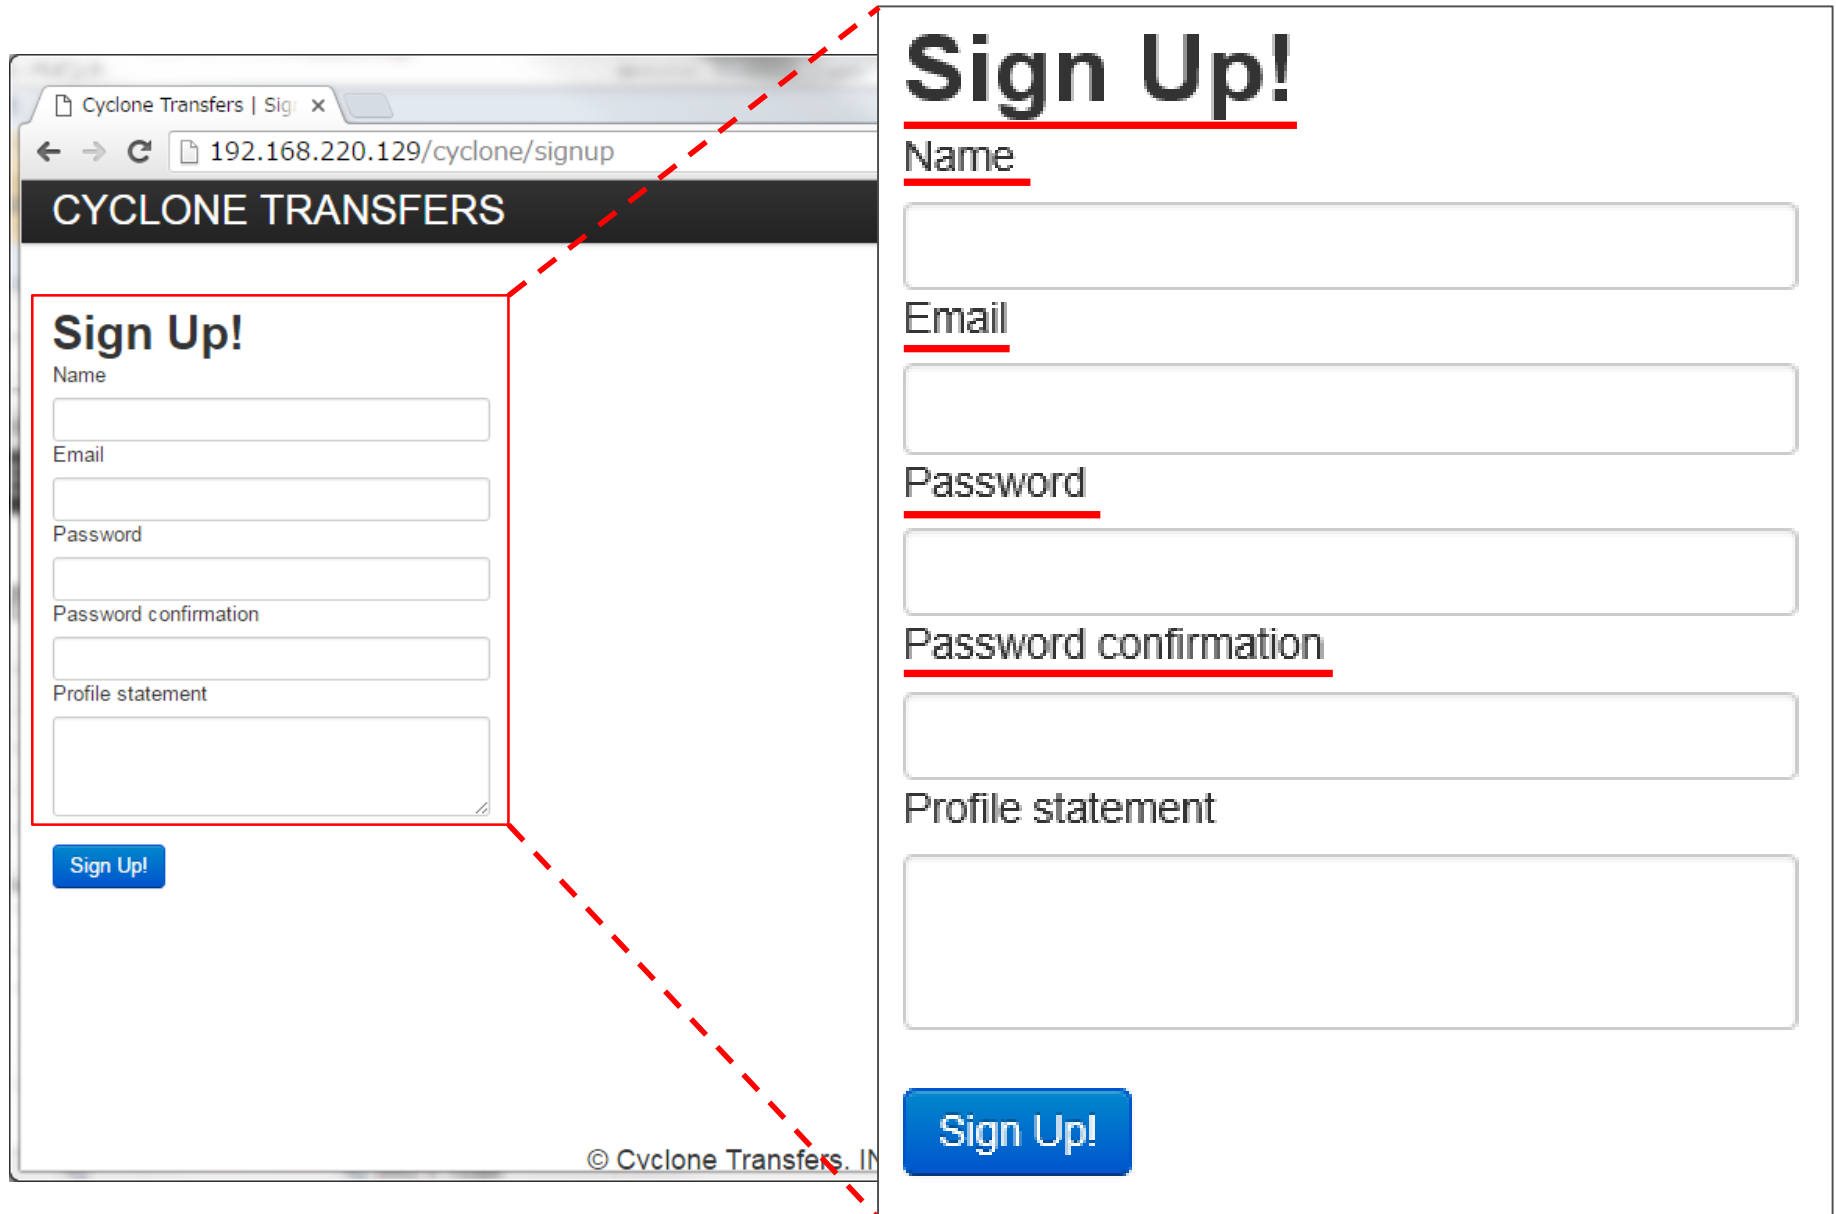 Cyclone Transfers | Sig
192.168.220.129/cyclone/signup
CYCLONE TRANSFERS
Sign Up!
Name
Email
Password
Password confirmation
Profile statement
Sign Up!
© Cyclone Transfers. IN
Sign Up!
Name
Email
Password
Password confirmation
Profile statement
Sign Up!